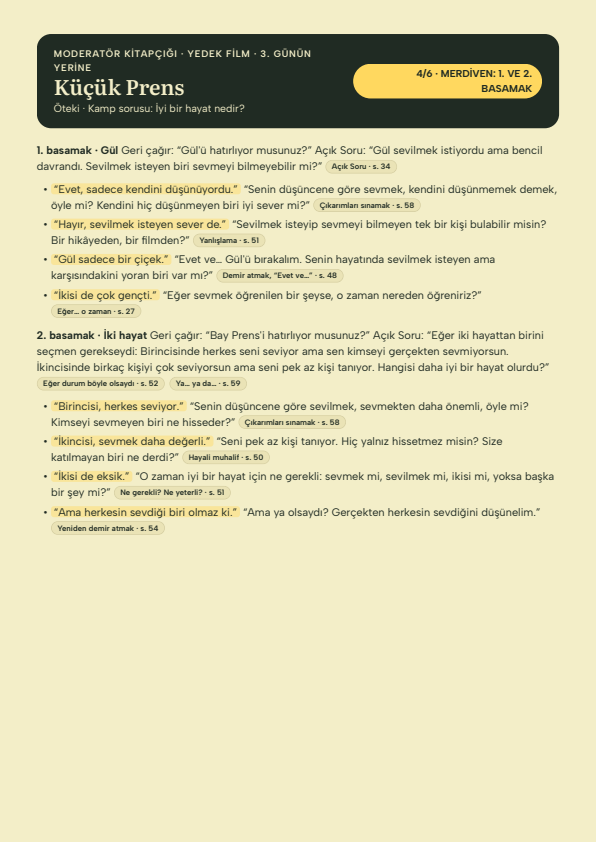 MODERATÖR KİTAPÇIĞI · YEDEK FİLM · 3. GÜNÜN
YERİNE
Küçük Prens
Öteki · Kamp sorusu: İyi bir hayat nedir?
4/6 · MERDİVEN: 1. VE 2.
BASAMAK
1. basamak · Gül Geri çağır: “Gül'ü hatırlıyor musunuz?” Açık Soru: “Gül sevilmek istiyordu ama bencil
davrandı. Sevilmek isteyen biri sevmeyi bilmeyebilir mi?” Açık Soru · s. 34
• “Evet, sadece kendini düşünüyordu.” “Senin düşüncene göre sevmek, kendini düşünmemek demek,
öyle mi? Kendini hiç düşünmeyen biri iyi sever mi?” Çıkarımları sınamak · s. 58
• “Hayır, sevilmek isteyen sever de.” “Sevilmek isteyip sevmeyi bilmeyen tek bir kişi bulabilir misin?
Bir hikâyeden, bir filmden?” Yanlışlama · s. 51
• “Gül sadece bir çiçek.” “Evet ve… Gül'ü bırakalım. Senin hayatında sevilmek isteyen ama
karşısındakini yoran biri var mı?” Demir atmak, “Evet ve…” · s. 48
• “İkisi de çok gençti.” “Eğer sevmek öğrenilen bir şeyse, o zaman nereden öğreniriz?”
Eğer… o zaman · s. 27
2. basamak · İki hayat Geri çağır: “Bay Prens'i hatırlıyor musunuz?” Açık Soru: “Eğer iki hayattan birini
seçmen gerekseydi: Birincisinde herkes seni seviyor ama sen kimseyi gerçekten sevmiyorsun.
İkincisinde birkaç kişiyi çok seviyorsun ama seni pek az kişi tanıyor. Hangisi daha iyi bir hayat olurdu?”
Eğer durum böyle olsaydı · s. 52 Ya… ya da… · s. 59
• “Birincisi, herkes seviyor.” “Senin düşüncene göre sevilmek, sevmekten daha önemli, öyle mi?
Kimseyi sevmeyen biri ne hisseder?” Çıkarımları sınamak · s. 58
• “İkincisi, sevmek daha değerli.” “Seni pek az kişi tanıyor. Hiç yalnız hissetmez misin? Size
katılmayan biri ne derdi?” Hayali muhalif · s. 50
• “İkisi de eksik.” “O zaman iyi bir hayat için ne gerekli: sevmek mi, sevilmek mi, ikisi mi, yoksa başka
bir şey mi?” Ne gerekli? Ne yeterli? · s. 51
• “Ama herkesin sevdiği biri olmaz ki.” “Ama ya olsaydı? Gerçekten herkesin sevdiğini düşünelim.”
Yeniden demir atmak · s. 54